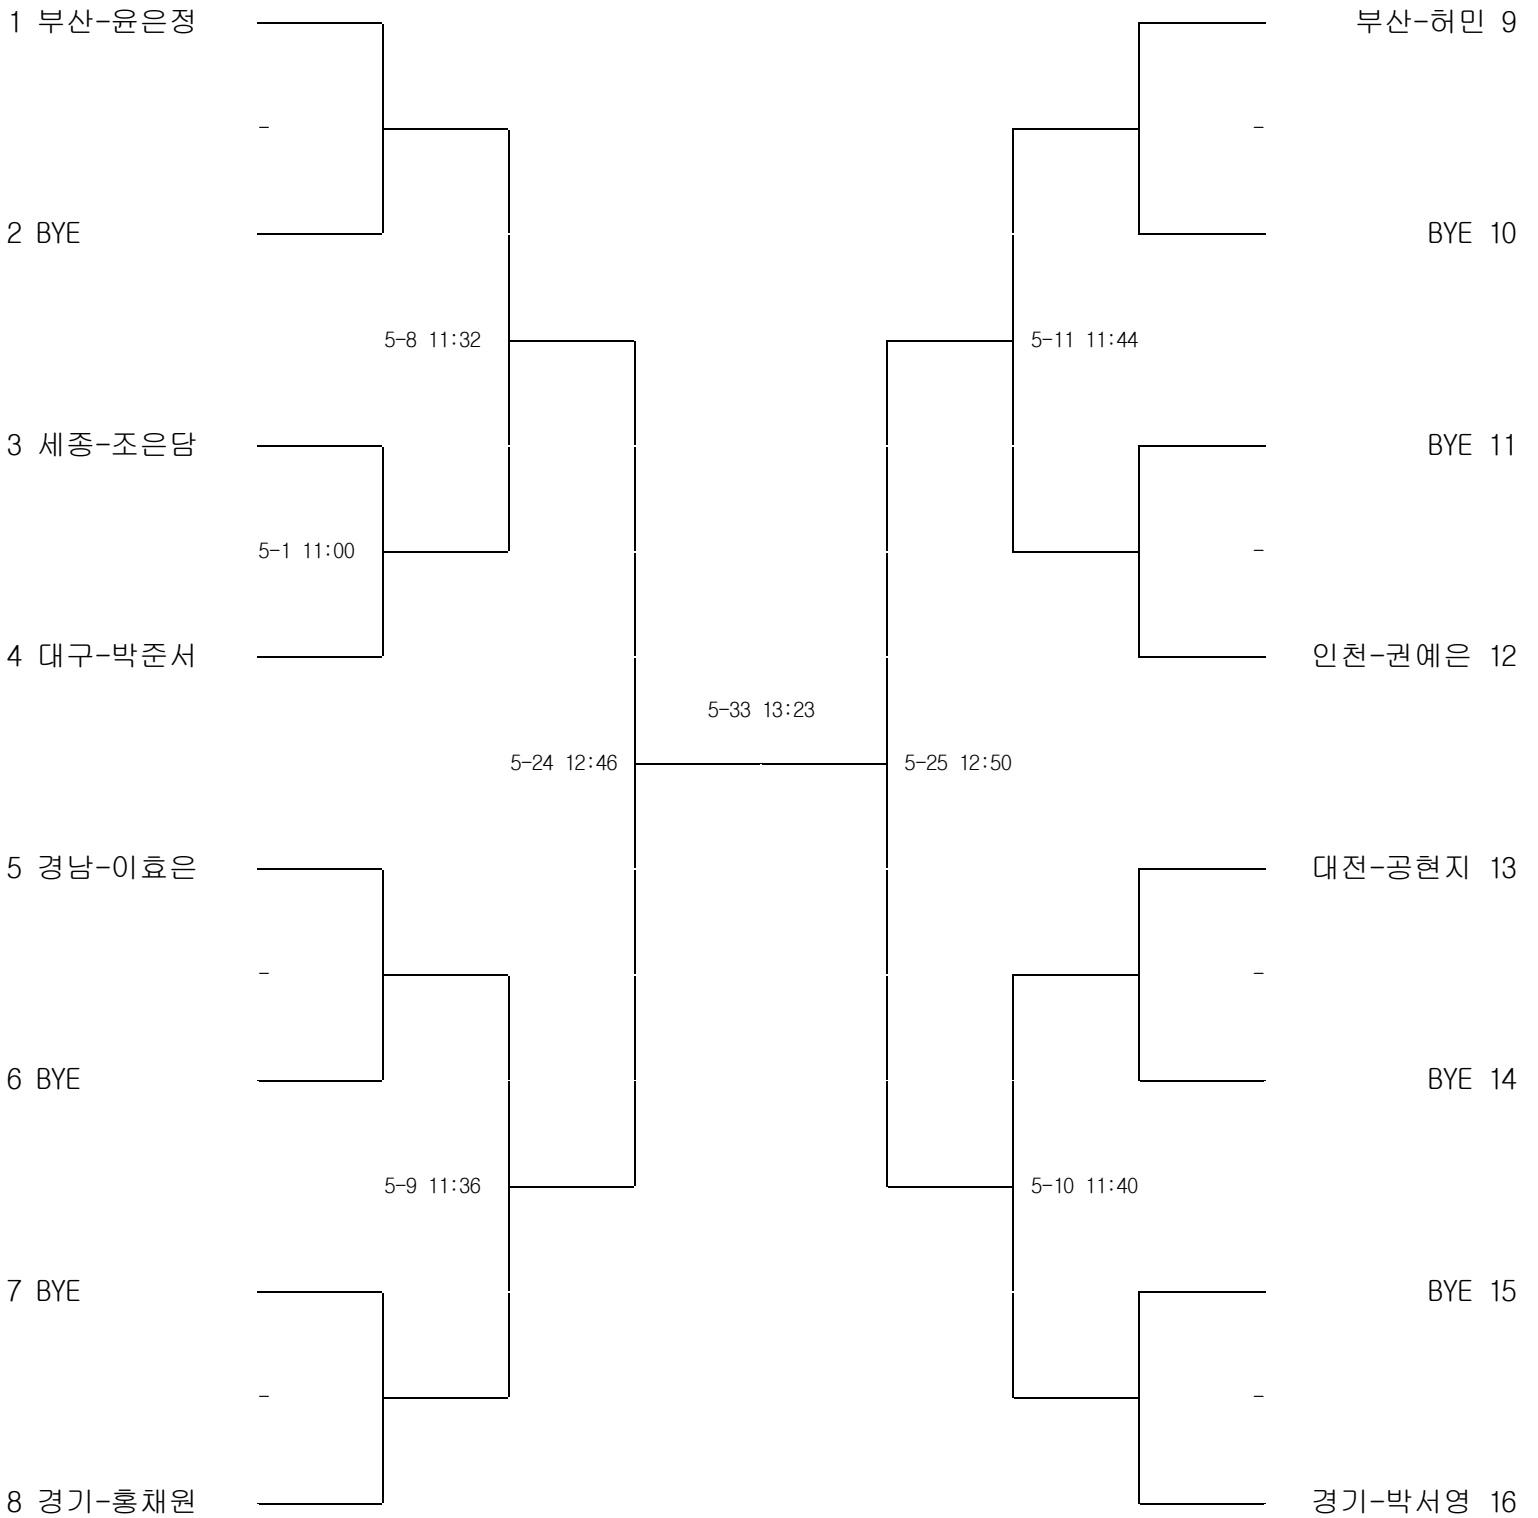 1 부산-윤은정
부산-허민 9
-
-
2 BYE
BYE 10
5-8 11:32
5-11 11:44
3 세종-조은담
BYE 11
5-1 11:00
-
4 대구-박준서
인천-권예은 12
5-33 13:23
5-24 12:46
5-25 12:50
5 경남-이효은
대전-공현지 13
-
-
6 BYE
BYE 14
5-9 11:36
5-10 11:40
7 BYE
BYE 15
-
-
8 경기-홍채원
경기-박서영 16